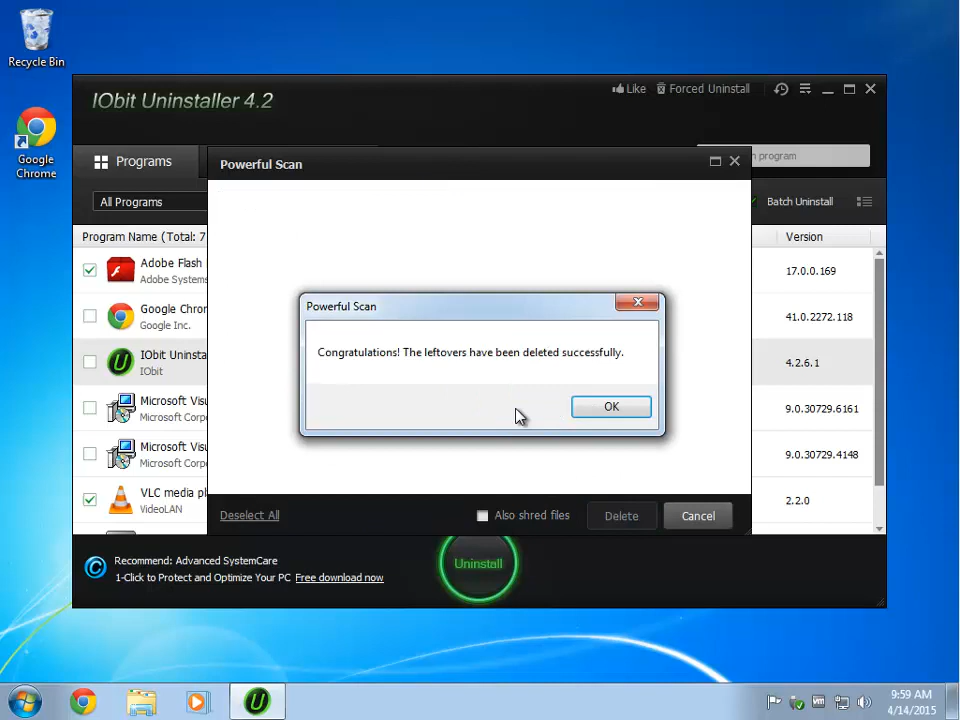 Recycle Bin
Google
Chrome
IObit Uninstaller 4.2
Like
Forced Uninstall
Programs
Powerful Scan
program
All Programs
Batch Uninstall
Program Name (Total: 7
Version
Adobe Flash
Adobe Systems
17.0.0.169
Google Chror
Google Inc.
41.0.2272.118
IObit Uninsta
IObit
4.2.6.1
Microsoft Visu
Microsoft Corpo
9.0.30729.6161
Microsoft Visu
Microsoft Corpo
9.0.30729.4148
VLC media pl
VideoLAN
2.2.0
Powerful Scan
Congratulations! The leftovers have been deleted successfully.
OK
Deselect All
Also shred files
Delete
Cancel
Recommend: Advanced SystemCare
1-Click to Protect and Optimize Your PC Free download now
Uninstall
9:59 AM
4/14/2015